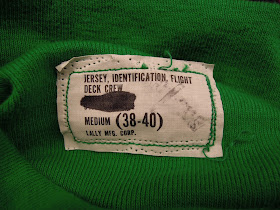 JERSEY, IDENTIFICATION, FLIGHT
DECK CREW
MEDIUM (38-40)
LALLY MFG. CORP.